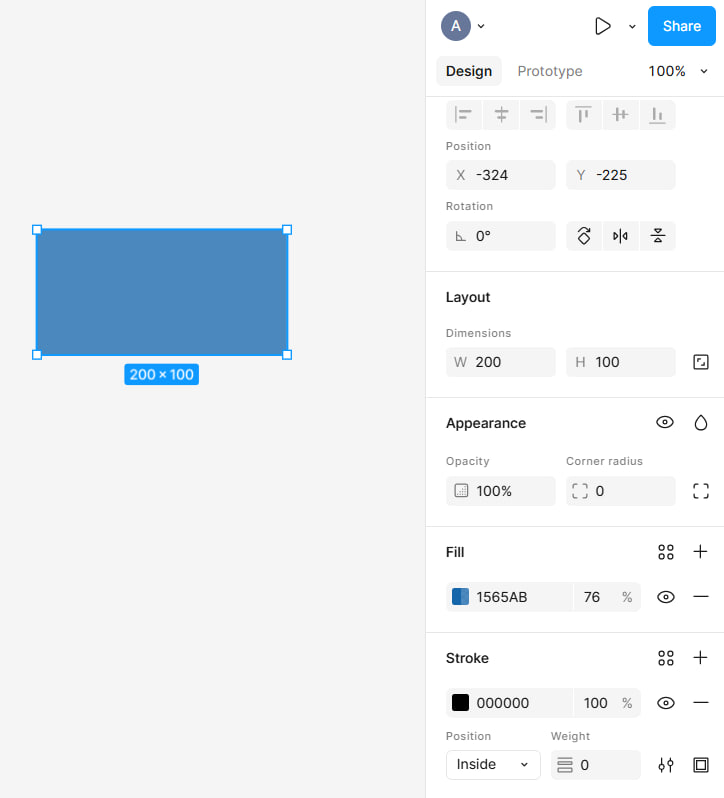 A
Share
Design Prototype 100%
Position
X -324 Y -225
Rotation
0°
Layout
Dimensions
W 200 H 100
200 × 100
Appearance
Opacity Corner radius
100% 0
Fill
1565AB 76 %
Stroke
000000 100 %
Position Weight
Inside 0